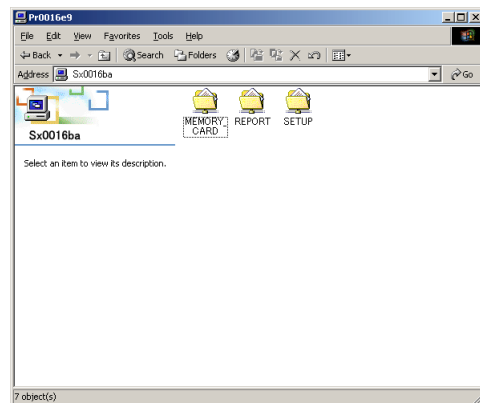 Pr0016e9
File Edit View Favorites Tools Help
Back Search Folders
Address Sx0016ba Go
MEMORY_ REPORT SETUP
CARD
Sx0016ba
Select an item to view its description.
7 object(s)